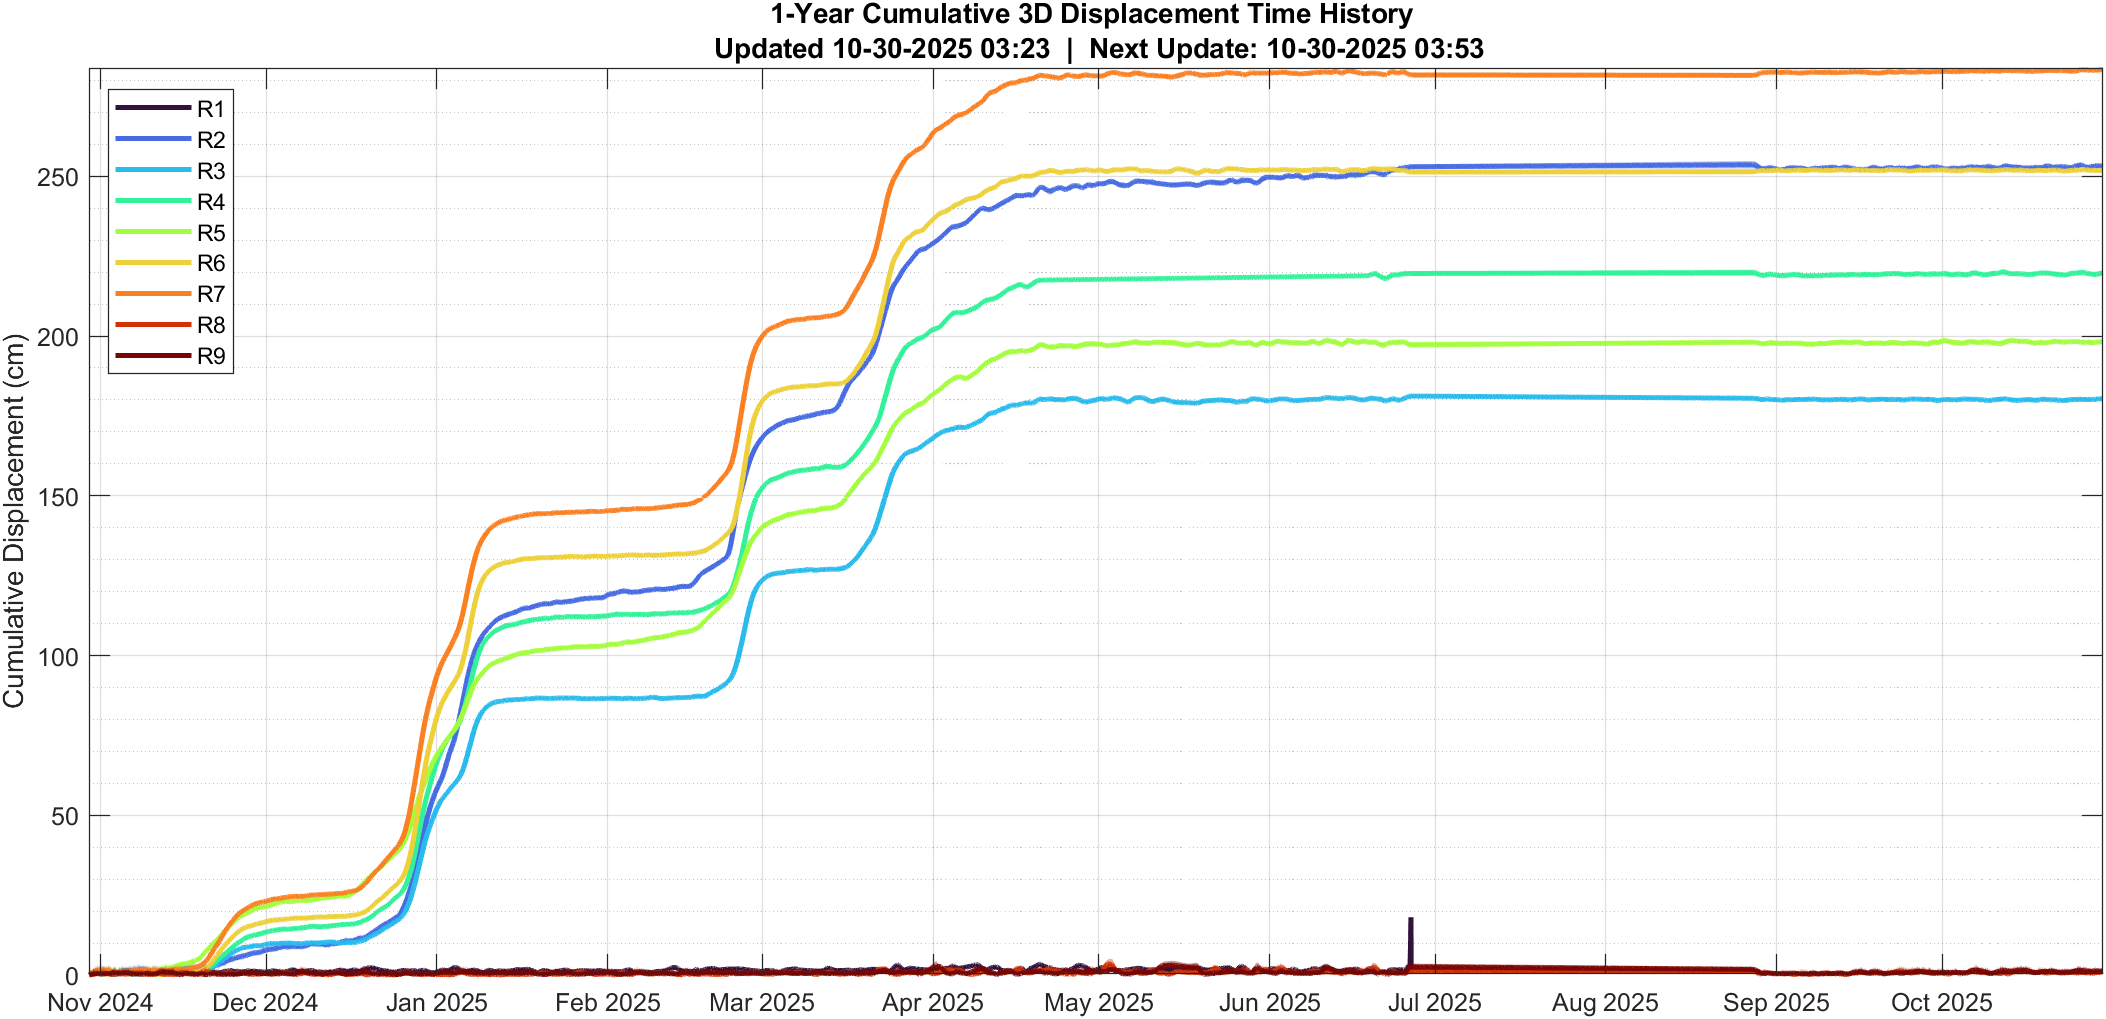 1-Year Cumulative 3D Displacement Time History
Updated 10-30-2025 03:23 | Next Update: 10-30-2025 03:53
R1
R2
R3
R4
R5
R6
R7
R8
R9
Cumulative Displacement (cm)
250
200
150
100
50
0
Nov 2024 Dec 2024 Jan 2025 Feb 2025 Mar 2025 Apr 2025 May 2025 Jun 2025 Jul 2025 Aug 2025 Sep 2025 Oct 2025